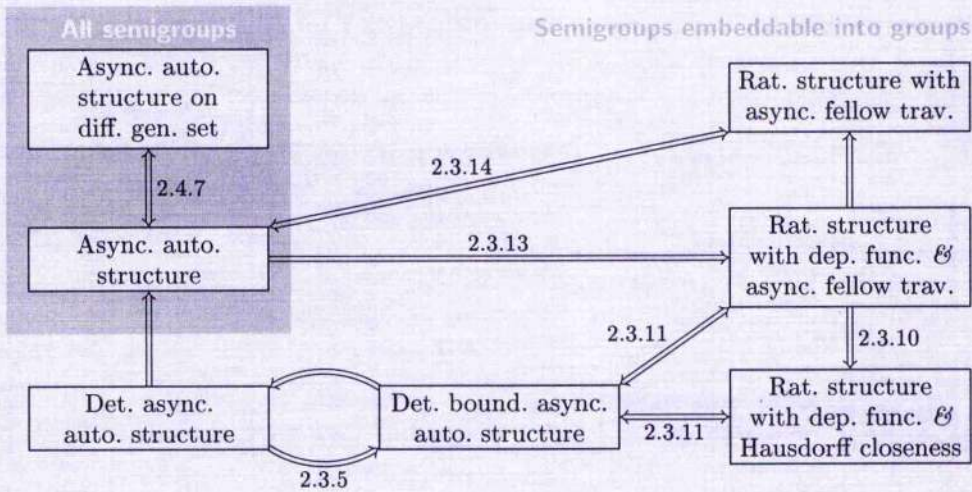 All semigroups
Semigroups embeddable into groups
Async. auto.
structure on
diff. gen. set
Rat. structure with
async. fellow trav.
2.3.14
2.4.7
Async. auto.
structure
2.3.13
Rat. structure
with dep. func. &
async. fellow trav.
2.3.11
2.3.10
Det. async.
auto. structure
Det. bound. async.
auto. structure
2.3.11
Rat. structure
with dep. func. &
Hausdorff closeness
2.3.5